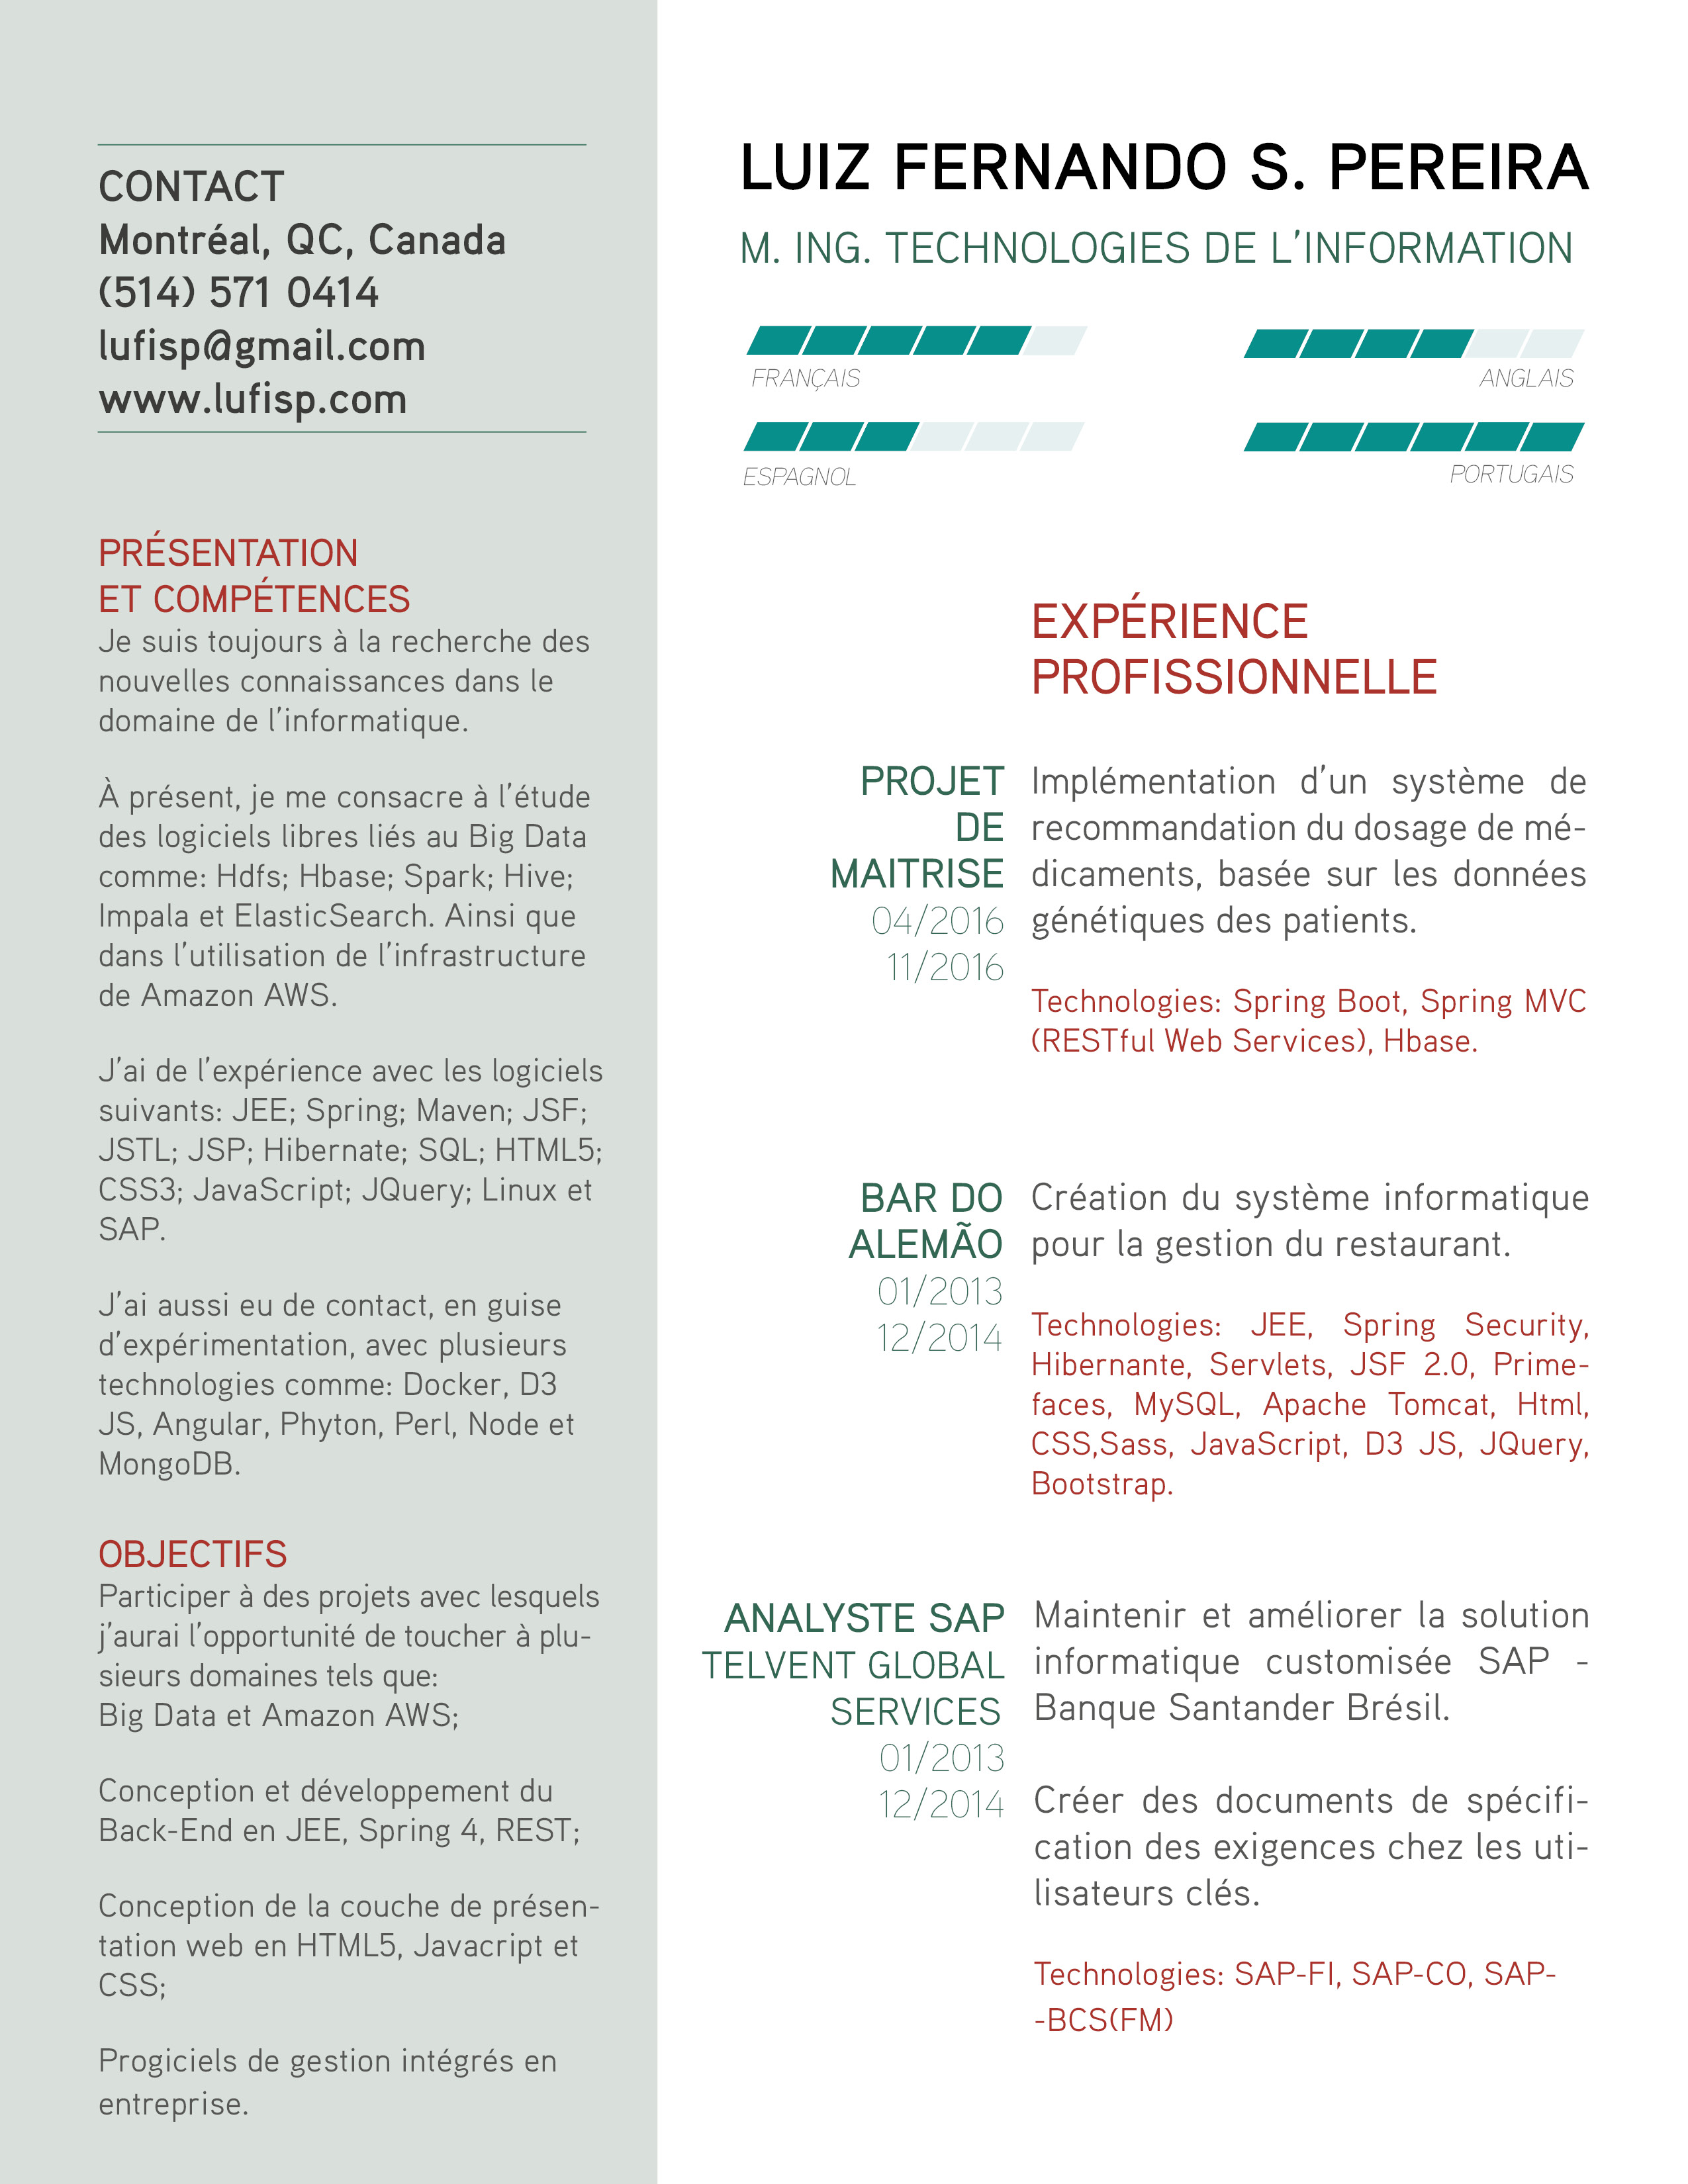 CONTACT
Montréal, QC, Canada
(514) 571 0414
lufisp@gmail.com
www.lufisp.com
PRÉSENTATION
ET COMPÉTENCES
Je suis toujours à la recherche des
nouvelles connaissances dans le
domaine de l'informatique.
À présent, je me consacre à l'étude
des logiciels libres liés au Big Data
comme: Hdfs; Hbase; Spark; Hive;
Impala et ElasticSearch. Ainsi que
dans l'utilisation de l'infrastructure
de Amazon AWS.
J'ai de l'expérience avec les logiciels
suivants: JEE; Spring; Maven; JSF;
JSTL; JSP; Hibernate; SQL; HTML5;
CSS3; JavaScript; JQuery; Linux et
SAP.
J'ai aussi eu de contact, en guise
d'expérimentation, avec plusieurs
technologies comme: Docker, D3
JS, Angular, Phyton, Perl, Node et
MongoDB.
OBJECTIFS
Participer à des projets avec lesquels
j'aurai l'opportunité de toucher à plu-
sieurs domaines tels que:
Big Data et Amazon AWS;
Conception et développement du
Back-End en JEE, Spring 4, REST;
Conception de la couche de présen-
tation web en HTML5, Javacript et
CSS;
Progiciels de gestion intégrés en
entreprise.
LUIZ FERNANDO S. PEREIRA
M. ING. TECHNOLOGIES DE L'INFORMATION
FRANÇAIS
ANGLAIS
ESPAGNOL
PORTUGAIS
EXPÉRIENCE
PROFISSIONNELLE
PROJET
DE
MAITRISE
04/2016
11/2016
Implémentation d'un système de
recommandation du dosage de mé-
dicaments, basée sur les données
génétiques des patients.
Technologies: Spring Boot, Spring MVC
(RESTful Web Services), Hbase.
BAR DO
ALEMÃO
01/2013
12/2014
Création du système informatique
pour la gestion du restaurant.
Technologies: JEE, Spring Security,
Hibernante, Servlets, JSF 2.0, Prime-
faces, MySQL, Apache Tomcat, Html,
CSS,Sass, JavaScript, D3 JS, JQuery,
Bootstrap.
ANALYSTE SAP
TELVENT GLOBAL
SERVICES
01/2013
12/2014
Maintenir et améliorer la solution
informatique customisée SAP -
Banque Santander Brésil.
Créer des documents de spécifi-
cation des exigences chez les uti-
lisateurs clés.
Technologies: SAP-FI, SAP-CO, SAP-
-BCS(FM)